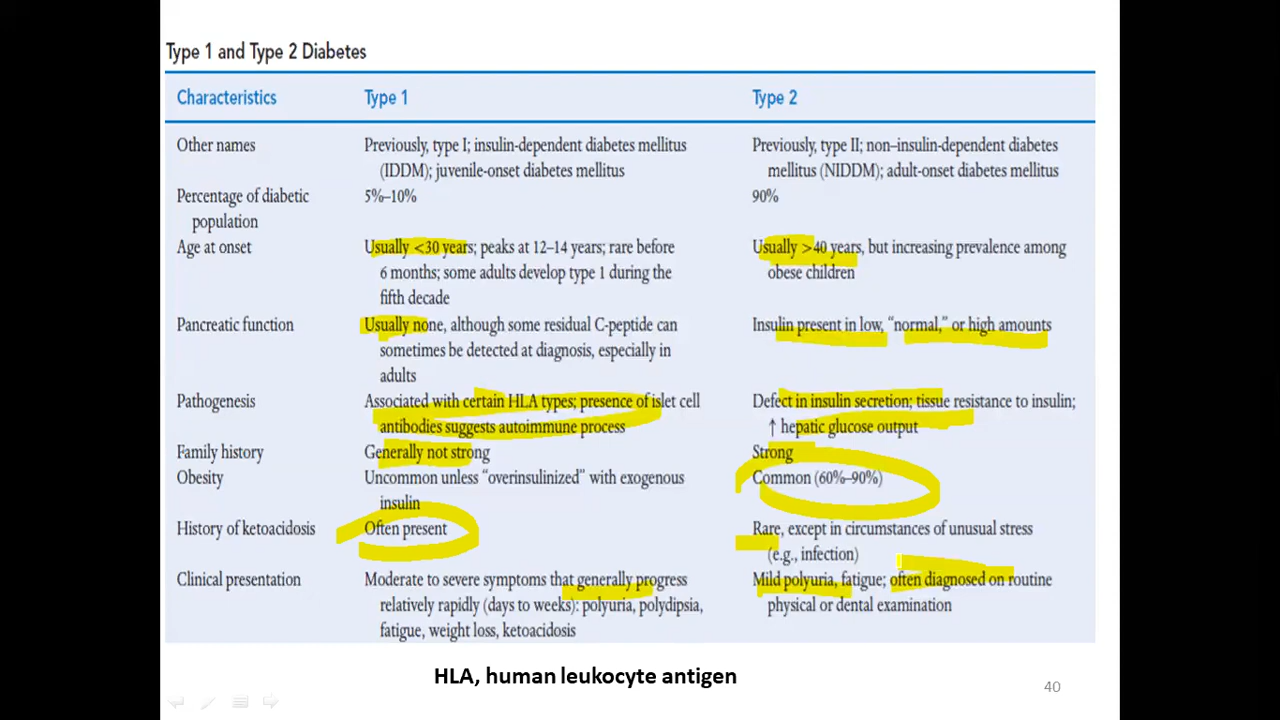 Type 1 and Type 2 Diabetes
Characteristics Type 1 Type 2
Other names Previously, type I; insulin-dependent diabetes mellitus Previously, type II; non–insulin-dependent diabetes
(IDDM); juvenile-onset diabetes mellitus mellitus (NIDDM); adult-onset diabetes mellitus
Percentage of diabetic 5%–10% 90%
population
Age at onset Usually <30 years; peaks at 12–14 years; rare before Usually >40 years, but increasing prevalence among
6 months; some adults develop type 1 during the obese children
fifth decade
Pancreatic function Usually none, although some residual C-peptide can Insulin present in low, “normal,” or high amounts
sometimes be detected at diagnosis, especially in
adults
Pathogenesis Associated with certain HLA types; presence of islet cell Defect in insulin secretion; tissue resistance to insulin;
antibodies suggests autoimmune process ↑ hepatic glucose output
Family history Generally not strong Strong
Obesity Uncommon unless “overinsulinized” with exogenous Common (60%–90%)
insulin
History of ketoacidosis Often present Rare, except in circumstances of unusual stress
(e.g., infection)
Clinical presentation Moderate to severe symptoms that generally progress Mild polyuria, fatigue; often diagnosed on routine
relatively rapidly (days to weeks): polyuria, polydipsia, physical or dental examination
fatigue, weight loss, ketoacidosis
HLA, human leukocyte antigen
40